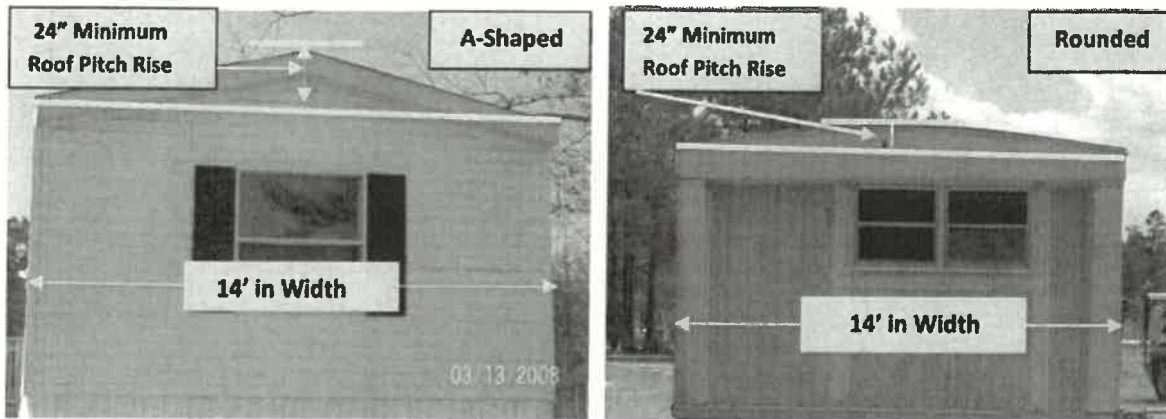 24" Minimum
Roof Pitch Rise
A-Shaped
14' in Width
03/13/2008
24" Minimum
Roof Pitch Rise
Rounded
14' in Width